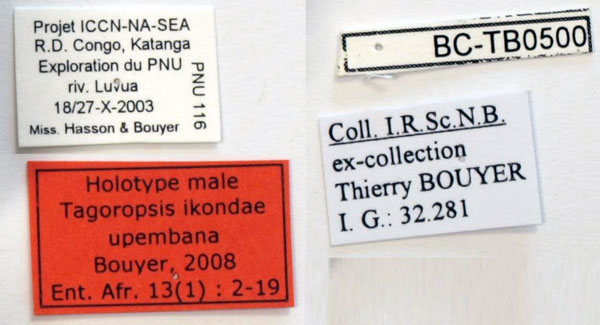 Projet ICCN-NA-SEA
R.D. Congo, Katanga
Exploration du PNU
riv. Luvua
18/27-X-2003
Miss. Hasson & Bouyer
PNU 116
Holotype male
Tagoropsis ikondae
upembana
Bouyer, 2008
Ent. Afr. 13(1) : 2-19
BC-TB0500
Coll. I.R.Sc.N.B.
ex-collection
Thierry BOUYER
I. G.: 32.281